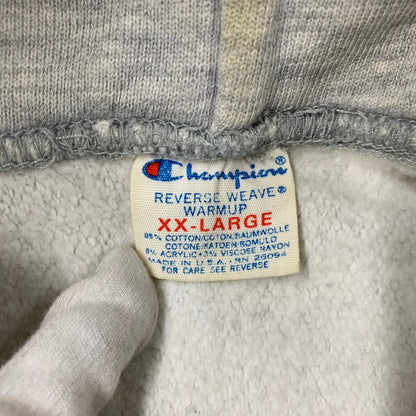 Champion®
REVERSE WEAVE®
WARMUP
XX-LARGE
89% COTTON/COTON/BAUMWOLLE
COTONE/KATOEN/BOMULD
8% ACRYLIC • 3% VISCOSE RAYON
MADE IN U.S.A. • RN 26094
FOR CARE SEE REVERSE